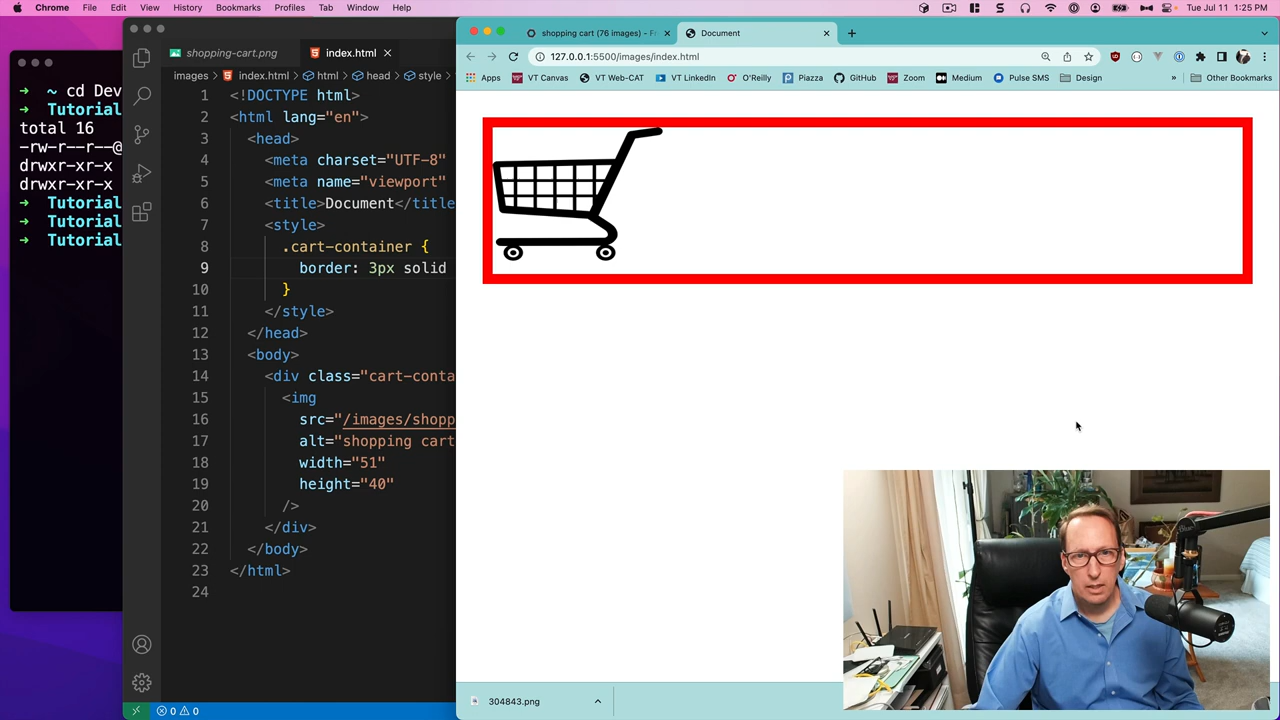 Chrome File Edit View History Bookmarks Profiles Tab Window Help Tue Jul 11 1:25 PM
shopping cart (76 images) - Fr
Document
127.0.0.1:5500/images/index.html
Apps VT Canvas VT Web-CAT VT LinkedIn O'Reilly Piazza GitHub Zoom Medium Pulse SMS Design » Other Bookmarks
→ ~ cd Dev
→ Tutorial
total 16
-rw-r--r--@
drwxr-xr-x
drwxr-xr-x
→ Tutorial
→ Tutorial
→ Tutorial
shopping-cart.png index.html
images > index.html > html > head > style >
1 <!DOCTYPE html>
2 <html lang="en">
3 <head>
4 <meta charset="UTF-8"
5 <meta name="viewport"
6 <title>Document</title
7 <style>
8 .cart-container {
9 border: 3px solid
10 }
11 </style>
12 </head>
13 <body>
14 <div class="cart-conta
15 <img
16 src="/images/shopp
17 alt="shopping cart
18 width="51"
19 height="40"
20 />
21 </div>
22 </body>
23 </html>
24
0 0
304843.png
Blue